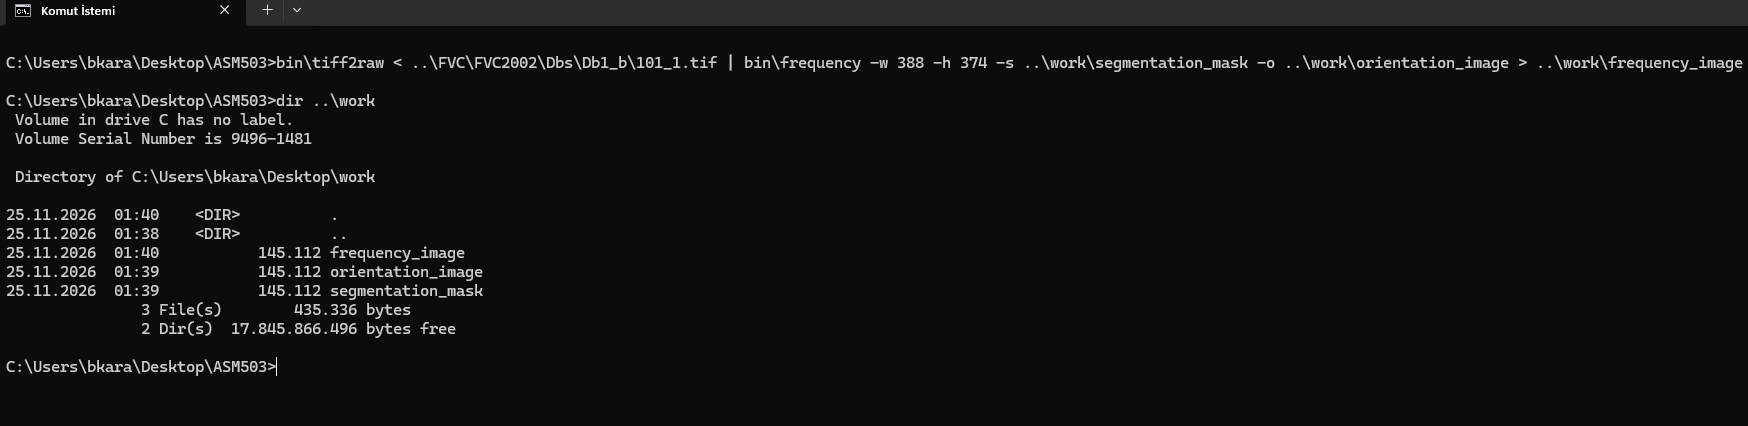 Komut İstemi
C:\Users\bkara\Desktop\ASM503>bin\tiff2raw < ..\FVC\FVC2002\Dbs\Db1_b\101_1.tif | bin\frequency -w 388 -h 374 -s ..\work\segmentation_mask -o ..\work\orientation_image > ..\work\frequency_image
C:\Users\bkara\Desktop\ASM503>dir ..\work
Volume in drive C has no label.
Volume Serial Number is 9496-1481
Directory of C:\Users\bkara\Desktop\work
25.11.2026  01:40    <DIR>          .
25.11.2026  01:38    <DIR>          ..
25.11.2026  01:40           145.112 frequency_image
25.11.2026  01:39           145.112 orientation_image
25.11.2026  01:39           145.112 segmentation_mask
3 File(s)        435.336 bytes
2 Dir(s)  17.845.866.496 bytes free
C:\Users\bkara\Desktop\ASM503>